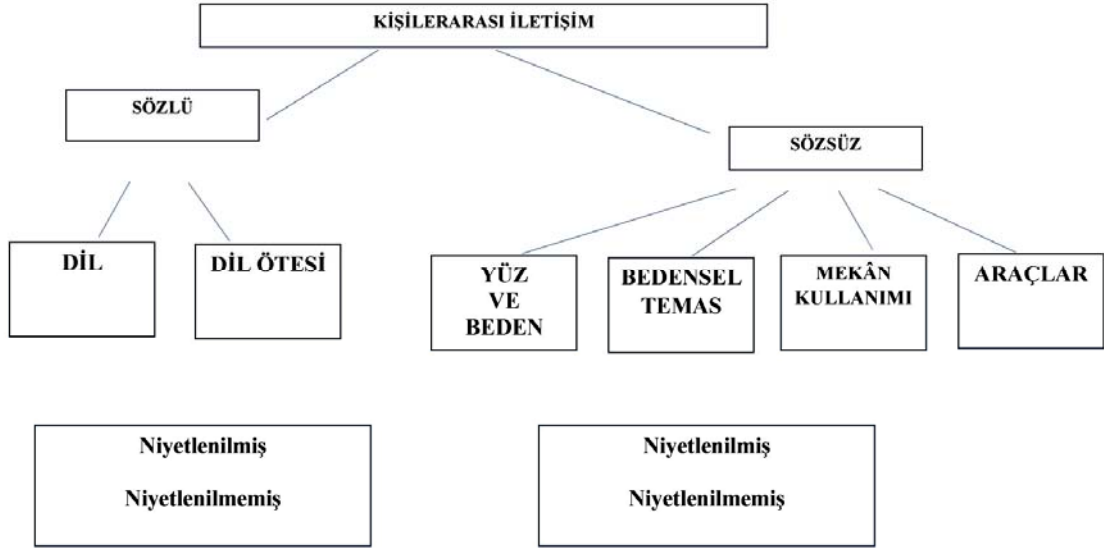 KİŞİLERARASI İLETİŞİM
SÖZLÜ
SÖZSÜZ
DİL
DİL ÖTESİ
YÜZ
VE
BEDEN
BEDENSEL
TEMAS
MEKÂN
KULLANIMI
ARAÇLAR
Niyetlenilmiş
Niyetlenilmemiş
Niyetlenilmiş
Niyetlenilmemiş